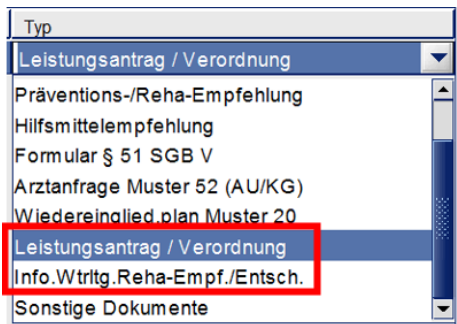 Typ
Leistungsantrag / Verordnung
Präventions-/Reha-Empfehlung
Hilfsmittelempfehlung
Formular § 51 SGB V
Arztanfrage Muster 52 (AU/KG)
Wiedereinglied.plan Muster 20
Leistungsantrag / Verordnung
Info.Wtrltg.Reha-Empf./Entsch.
Sonstige Dokumente